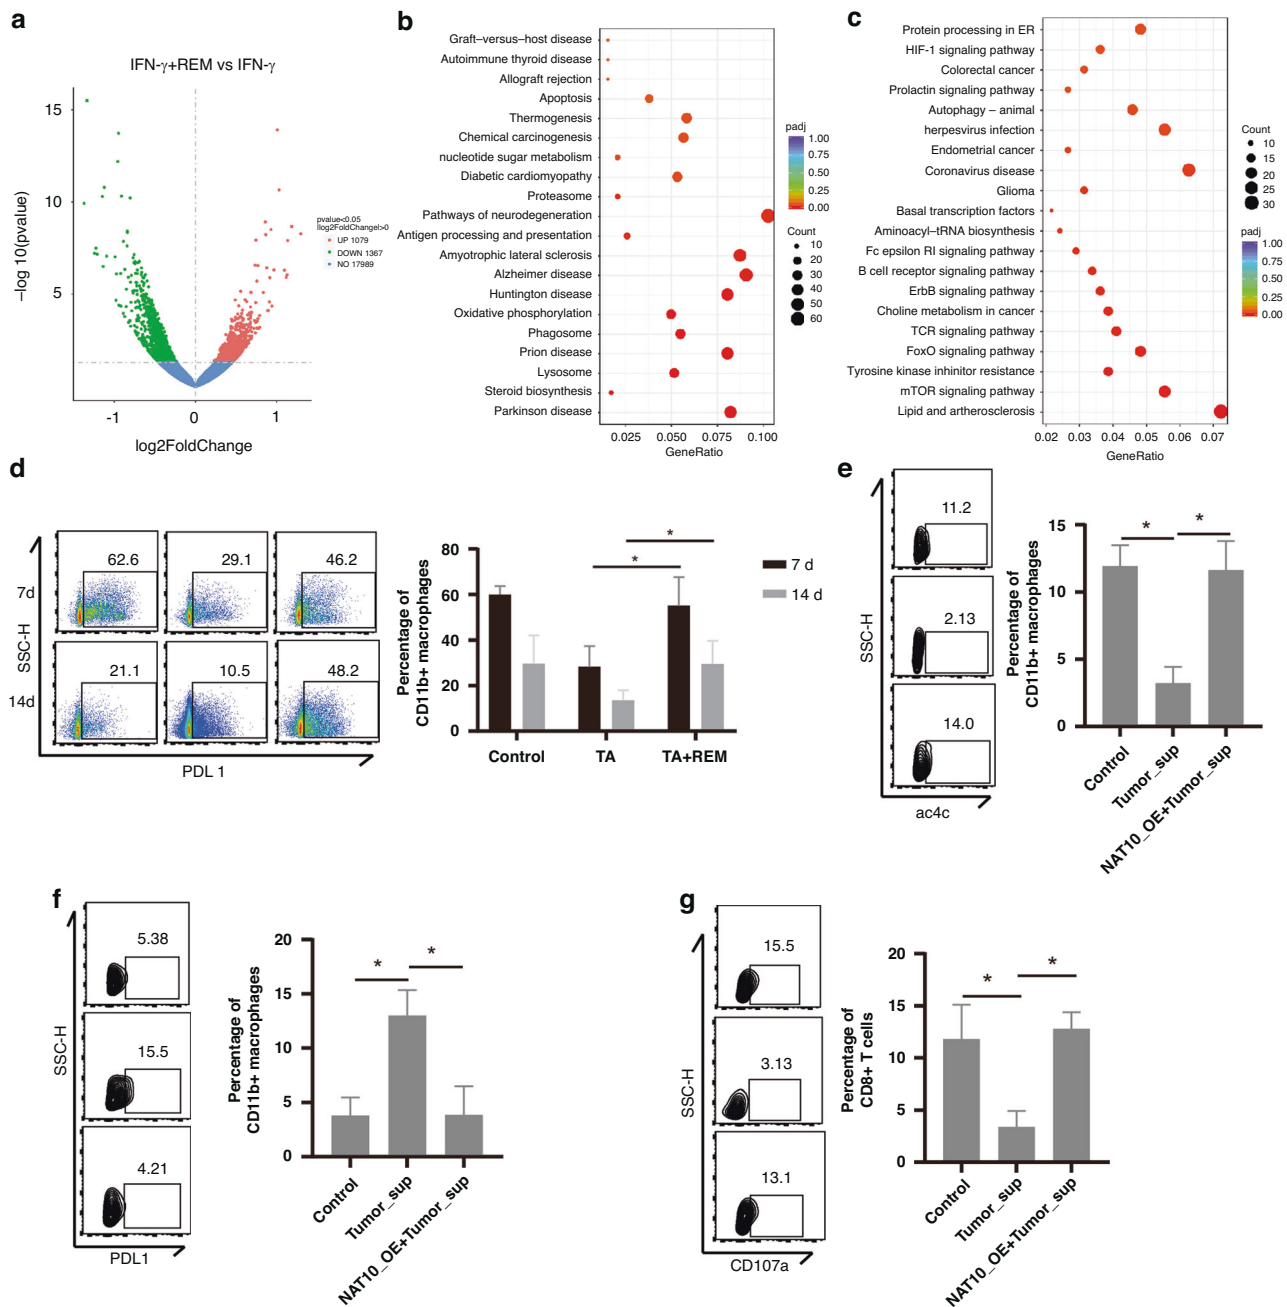 a
IFN-γ+REM vs IFN-γ
15
10
5
−log 10(pvalue)
-1
0
1
log2FoldChange
pvalue<0.05
llog2FoldChangel>0
UP 1079
DOWN 1367
NO 17989
b
Graft−versus−host disease
Autoimmune thyroid disease
Allograft rejection
Apoptosis
Thermogenesis
Chemical carcinogenesis
nucleotide sugar metabolism
Diabetic cardiomyopathy
Proteasome
Pathways of neurodegeneration
Antigen processing and presentation
Amyotrophic lateral sclerosis
Alzheimer disease
Huntington disease
Oxidative phosphorylation
Phagosome
Prion disease
Lysosome
Steroid biosynthesis
Parkinson disease
0.025
0.050
0.075
0.100
GeneRatio
padj
1.00
0.75
0.50
0.25
0.00
Count
10
20
30
40
50
60
c
Protein processing in ER
HIF-1 signaling pathway
Colorectal cancer
Prolactin signaling pathway
Autophagy − animal
herpesvirus infection
Endometrial cancer
Coronavirus disease
Glioma
Basal transcription factors
Aminoacyl−tRNA biosynthesis
Fc epsilon RI signaling pathway
B cell receptor signaling pathway
ErbB signaling pathway
Choline metabolism in cancer
TCR signaling pathway
FoxO signaling pathway
Tyrosine kinase inhinitor resistance
mTOR signaling pathway
Lipid and artherosclerosis
0.02
0.03
0.04
0.05
0.06
0.07
GeneRatio
Count
10
15
20
25
30
padj
1.00
0.75
0.50
0.25
0.00
d
7d
14d
SSC-H
62.6
29.1
46.2
21.1
10.5
48.2
PDL 1
Percentage of
CD11b+ macrophages
80
60
40
20
0
*
*
Control
TA
TA+REM
7 d
14 d
e
SSC-H
11.2
2.13
14.0
ac4c
Percentage of
CD11b+ macrophages
15
10
5
0
*
*
Control
Tumor_sup
NAT10_OE+Tumor_sup
f
SSC-H
5.38
15.5
4.21
PDL1
Percentage of
CD11b+ macrophages
20
15
10
5
0
*
*
Control
Tumor_sup
NAT10_OE+Tumor_sup
g
SSC-H
15.5
3.13
13.1
CD107a
Percentage of
CD8+ T cells
20
15
10
5
0
*
*
Control
Tumor_sup
NAT10_OE+Tumor_sup